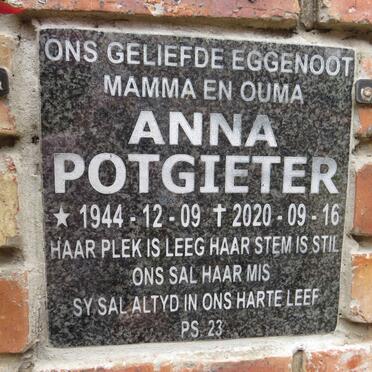 ONS GELIEFDE EGGENOOT
MAMMA EN OUMA
ANNA
POTGIETER
★ 1944 - 12 - 09 ✝ 2020 - 09 - 16
HAAR PLEK IS LEEG HAAR STEM IS STIL
ONS SAL HAAR MIS
SY SAL ALTYD IN ONS HARTE LEEF
PS 23